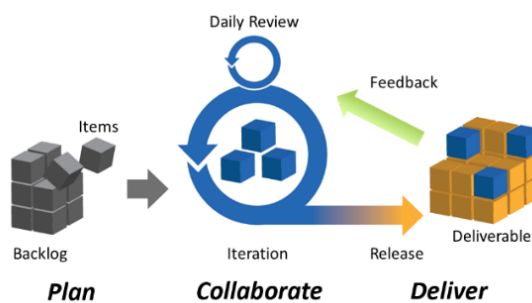 Daily Review
Feedback
Items
Backlog
Iteration
Release
Deliverable
Plan
Collaborate
Deliver